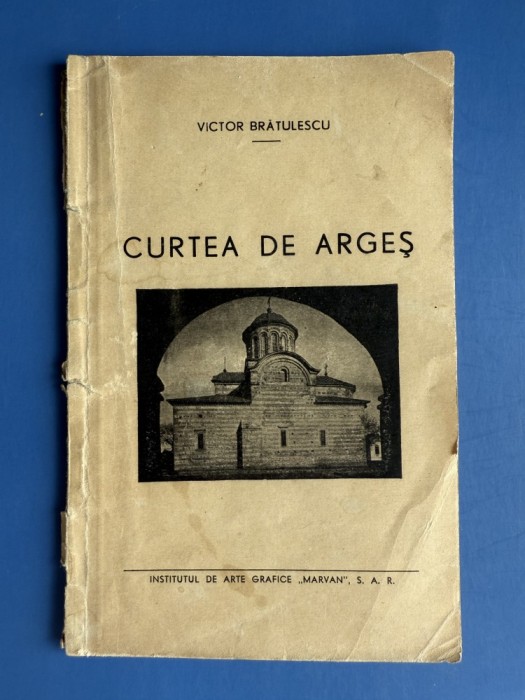 VICTOR BRĂTULESCU
CURTEA DE ARGEŞ
INSTITUTUL DE ARTE GRAFICE „MARVAN”, S. A. R.